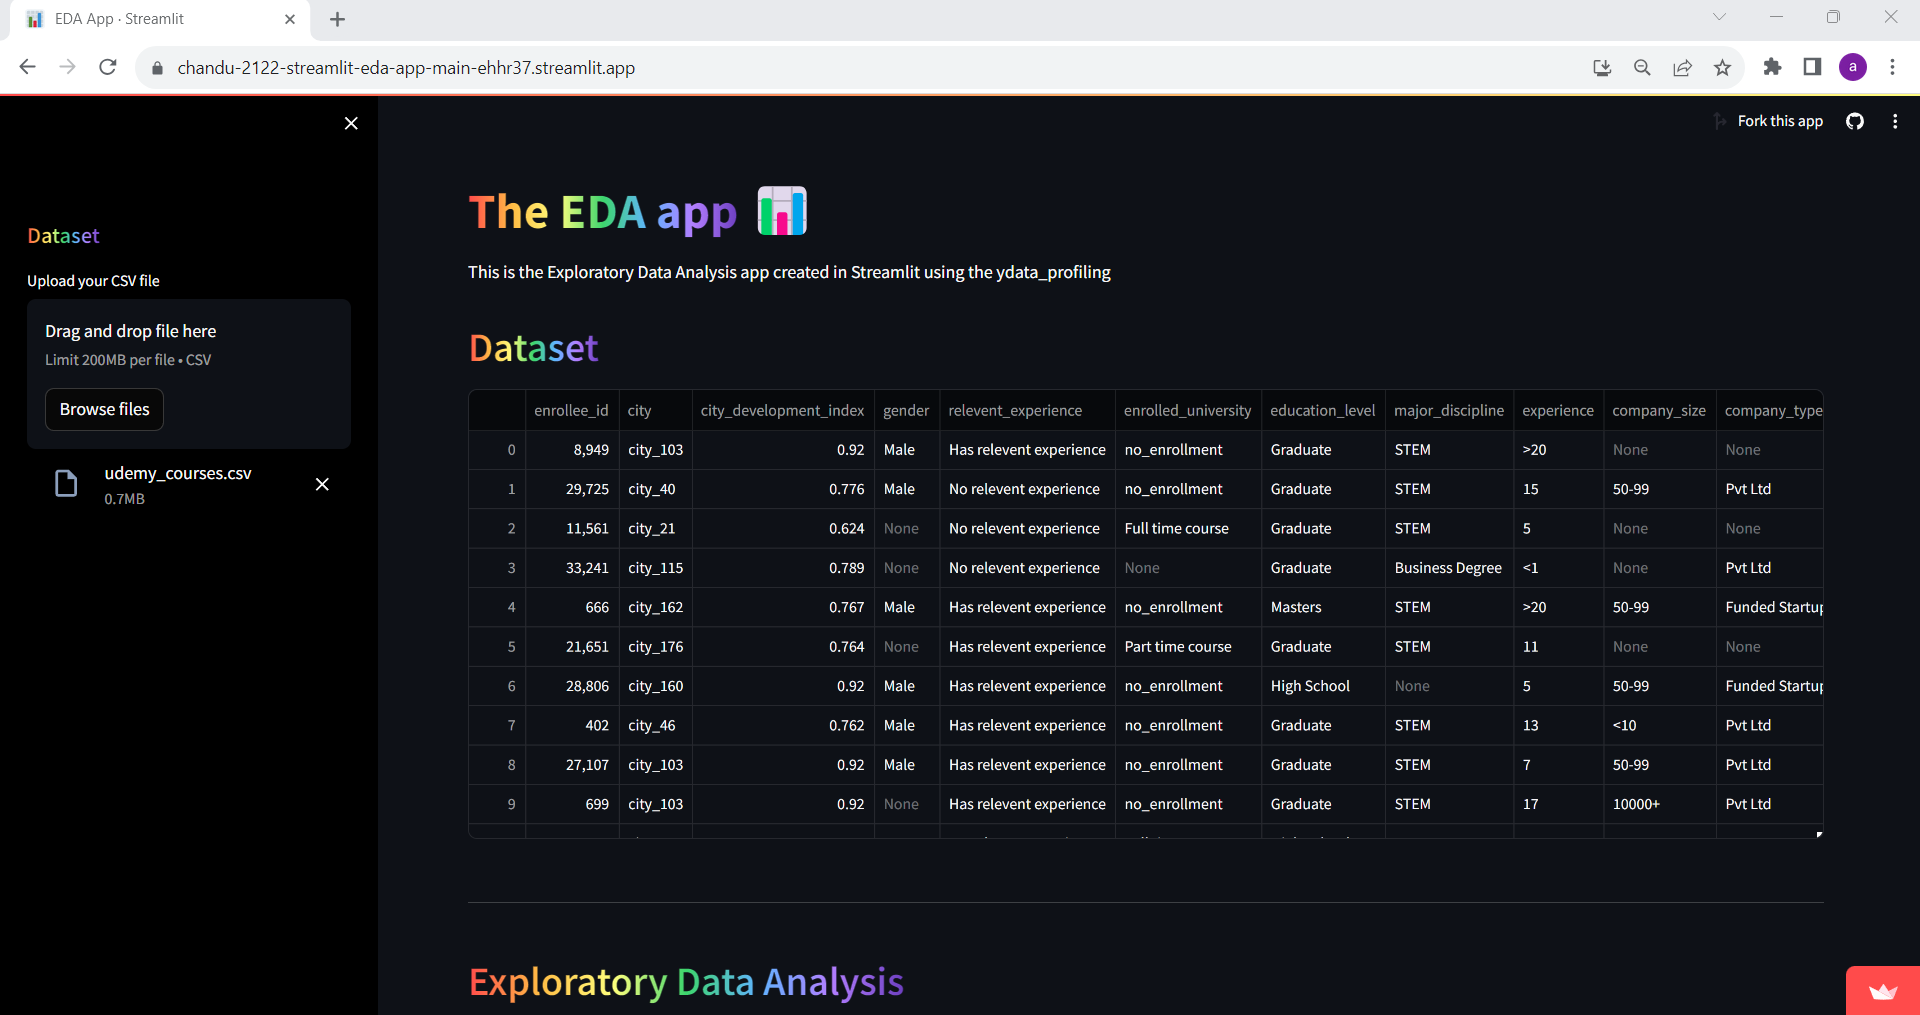 EDA App · Streamlit
chandu-2122-streamlit-eda-app-main-ehhr37.streamlit.app
a
Fork this app
Dataset
Upload your CSV file
Drag and drop file here
Limit 200MB per file • CSV
Browse files
udemy_courses.csv
0.7MB
The EDA app
This is the Exploratory Data Analysis app created in Streamlit using the ydata_profiling
Dataset
enrollee_id city city_development_index gender relevent_experience enrolled_university education_level major_discipline experience company_size company_type
0 8,949 city_103 0.92 Male Has relevent experience no_enrollment Graduate STEM >20 None None
1 29,725 city_40 0.776 Male No relevent experience no_enrollment Graduate STEM 15 50-99 Pvt Ltd
2 11,561 city_21 0.624 None No relevent experience Full time course Graduate STEM 5 None None
3 33,241 city_115 0.789 None No relevent experience None Graduate Business Degree <1 None Pvt Ltd
4 666 city_162 0.767 Male Has relevent experience no_enrollment Masters STEM >20 50-99 Funded Startup
5 21,651 city_176 0.764 None Has relevent experience Part time course Graduate STEM 11 None None
6 28,806 city_160 0.92 Male Has relevent experience no_enrollment High School None 5 50-99 Funded Startup
7 402 city_46 0.762 Male Has relevent experience no_enrollment Graduate STEM 13 <10 Pvt Ltd
8 27,107 city_103 0.92 Male Has relevent experience no_enrollment Graduate STEM 7 50-99 Pvt Ltd
9 699 city_103 0.92 None Has relevent experience no_enrollment Graduate STEM 17 10000+ Pvt Ltd
Exploratory Data Analysis